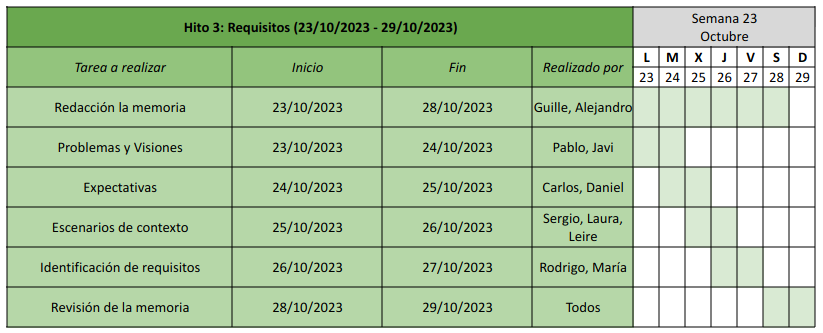 Hito 3: Requisitos (23/10/2023 - 29/10/2023)
Semana 23
Octubre
Tarea a realizar Inicio Fin Realizado por L M X J V S D
23 24 25 26 27 28 29
Redacción la memoria 23/10/2023 28/10/2023 Guille, Alejandro
Problemas y Visiones 23/10/2023 24/10/2023 Pablo, Javi
Expectativas 24/10/2023 25/10/2023 Carlos, Daniel
Escenarios de contexto 25/10/2023 26/10/2023 Sergio, Laura,
Leire
Identificación de requisitos 26/10/2023 27/10/2023 Rodrigo, María
Revisión de la memoria 28/10/2023 29/10/2023 Todos